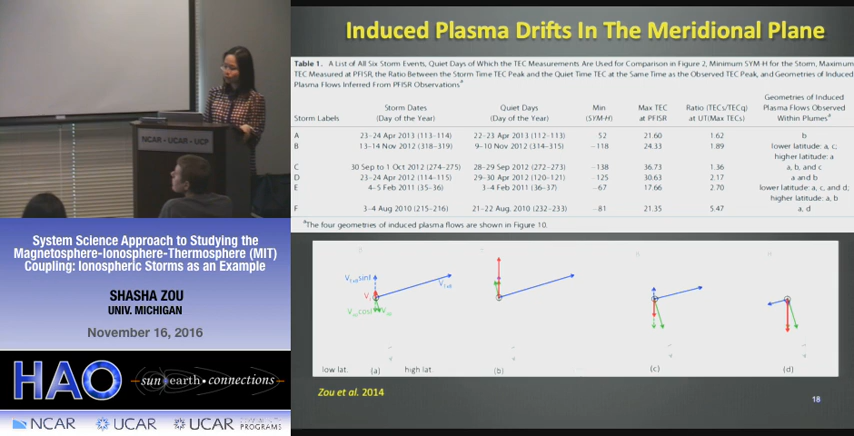 NCAR - UCAR - UCP
System Science Approach to Studying the
Magnetosphere-Ionosphere-Thermosphere (MIT)
Coupling: Ionospheric Storms as an Example
SHASHA ZOU
UNIV. MICHIGAN
November 16, 2016
HAO
sun earth • connections
NCAR
UCAR
UCAR PROGRAMS
Induced Plasma Drifts In The Meridional Plane
Table 1. A List of All Six Storm Events, Quiet Days of Which the TEC Measurements Are Used for Comparison in Figure 2, Minimum SYM-H for the Storm, Maximum
TEC Measured at PFISR, the Ratio Between the Storm Time TEC Peak and the Quiet Time TEC at the Same Time as the Observed TEC Peak, and Geometries of Induced
Plasma Flows Inferred From PFISR Observationsa
Storm Labels Storm Dates (Day of the Year) Quiet Days (Day of the Year) Min (SYM-H) Max TEC at PFISR Ratio (TECs/TECq) at UT(Max TECs) Geometries of Induced Plasma Flows Observed Within Plumesa
A 23–24 Apr 2013 (113–114) 22–23 Apr 2013 (112–113) 52 21.60 1.62 b
B 13–14 Nov 2012 (318–319) 9–10 Nov 2012 (314–315) −118 24.33 1.89 lower latitude: a, c;
higher latitude: a
C 30 Sep to 1 Oct 2012 (274–275) 28–29 Sep 2012 (272–273) −138 36.73 1.36 a, b, and c
D 23–24 Apr 2012 (114–115) 29–30 Apr 2012 (120–121) −125 30.63 2.17 a and b
E 4–5 Feb 2011 (35–36) 3–4 Feb 2011 (36–37) −67 17.66 2.70 lower latitude: a, c, and d;
higher latitude: a, b
F 3–4 Aug 2010 (215–216) 21–22 Aug. 2010 (232–233) −81 21.35 5.47 a, d
aThe four geometries of induced plasma flows are shown in Figure 10.
low lat. (a) high lat. (b) (c) (d)
Zou et al. 2014
18